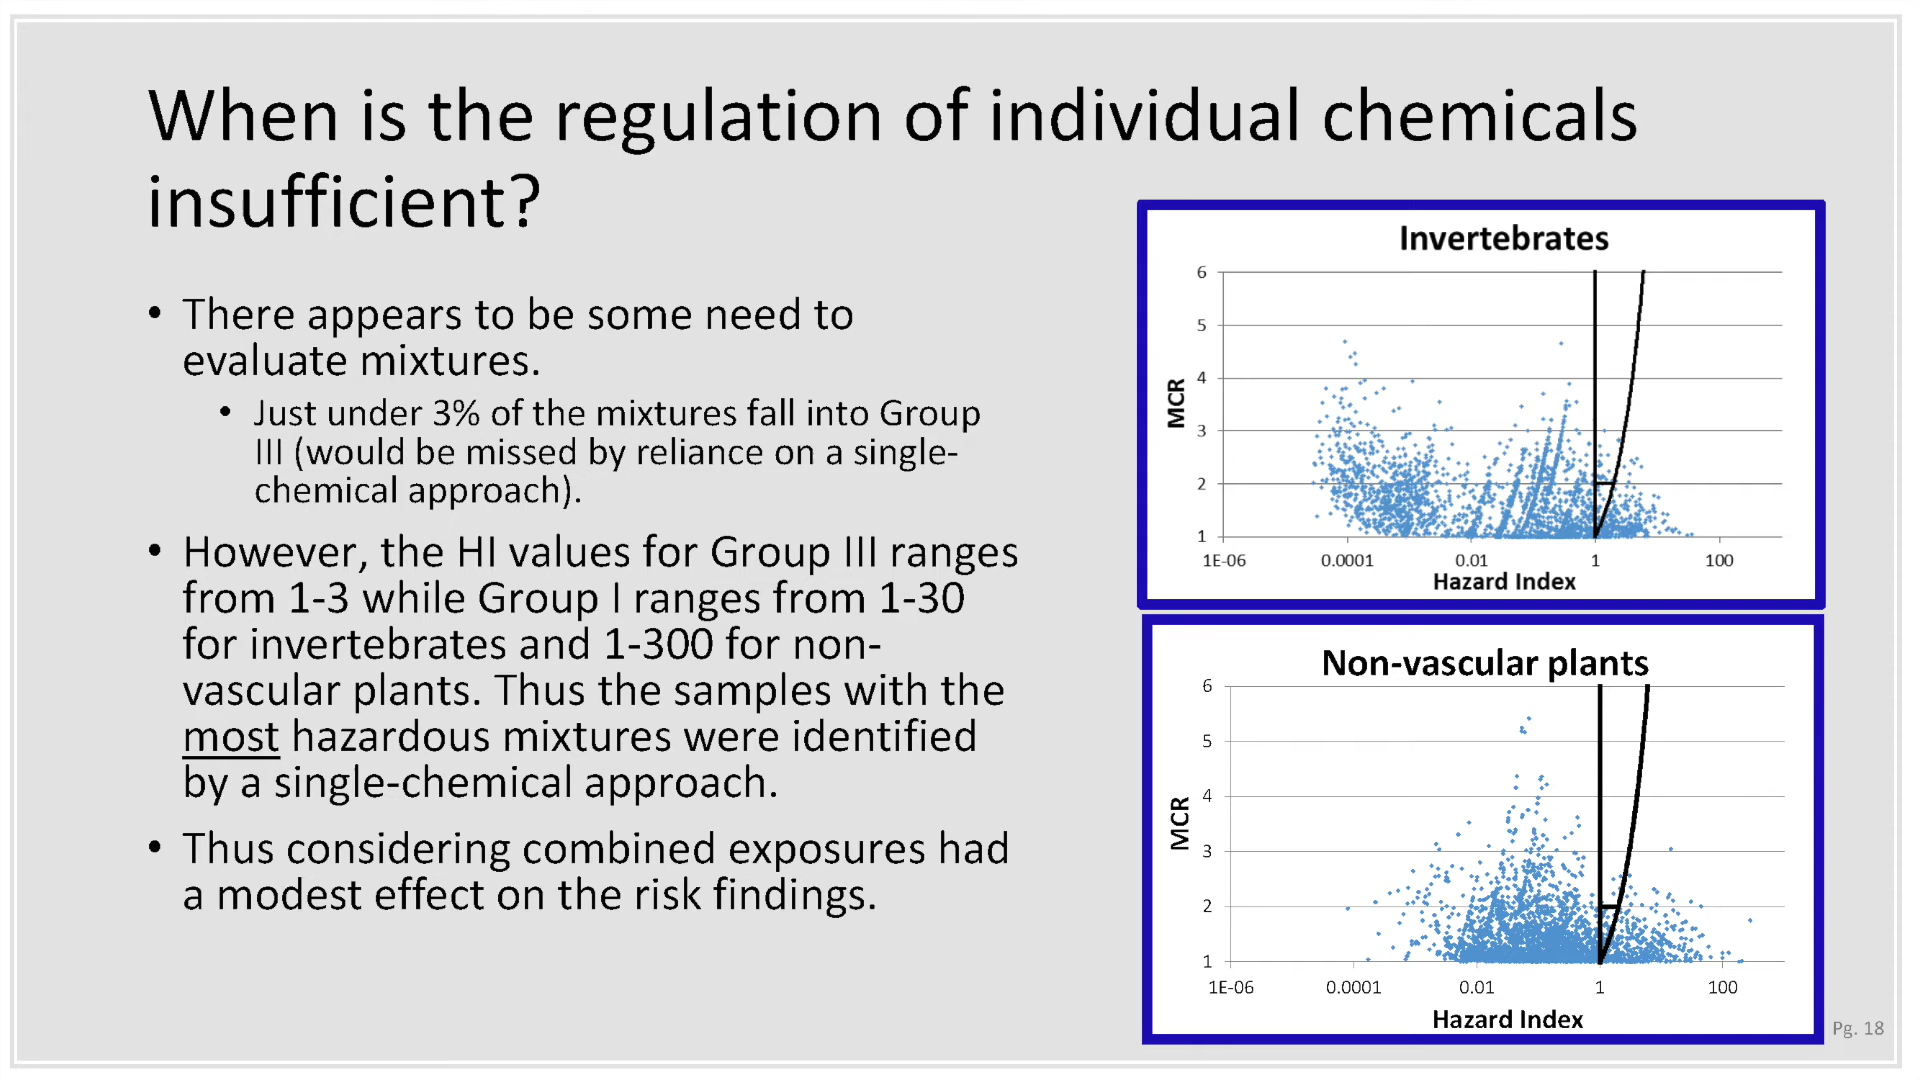 When is the regulation of individual chemicals
insufficient?
• There appears to be some need to
evaluate mixtures.
• Just under 3% of the mixtures fall into Group
III (would be missed by reliance on a single-
chemical approach).
• However, the HI values for Group III ranges
from 1-3 while Group I ranges from 1-30
for invertebrates and 1-300 for non-
vascular plants. Thus the samples with the
most hazardous mixtures were identified
by a single-chemical approach.
• Thus considering combined exposures had
a modest effect on the risk findings.
Invertebrates
6
5
4
3
2
1
MCR
1E-06 0.0001 0.01 1 100
Hazard Index
Non-vascular plants
6
5
4
3
2
1
MCR
1E-06 0.0001 0.01 1 100
Hazard Index
Pg. 18